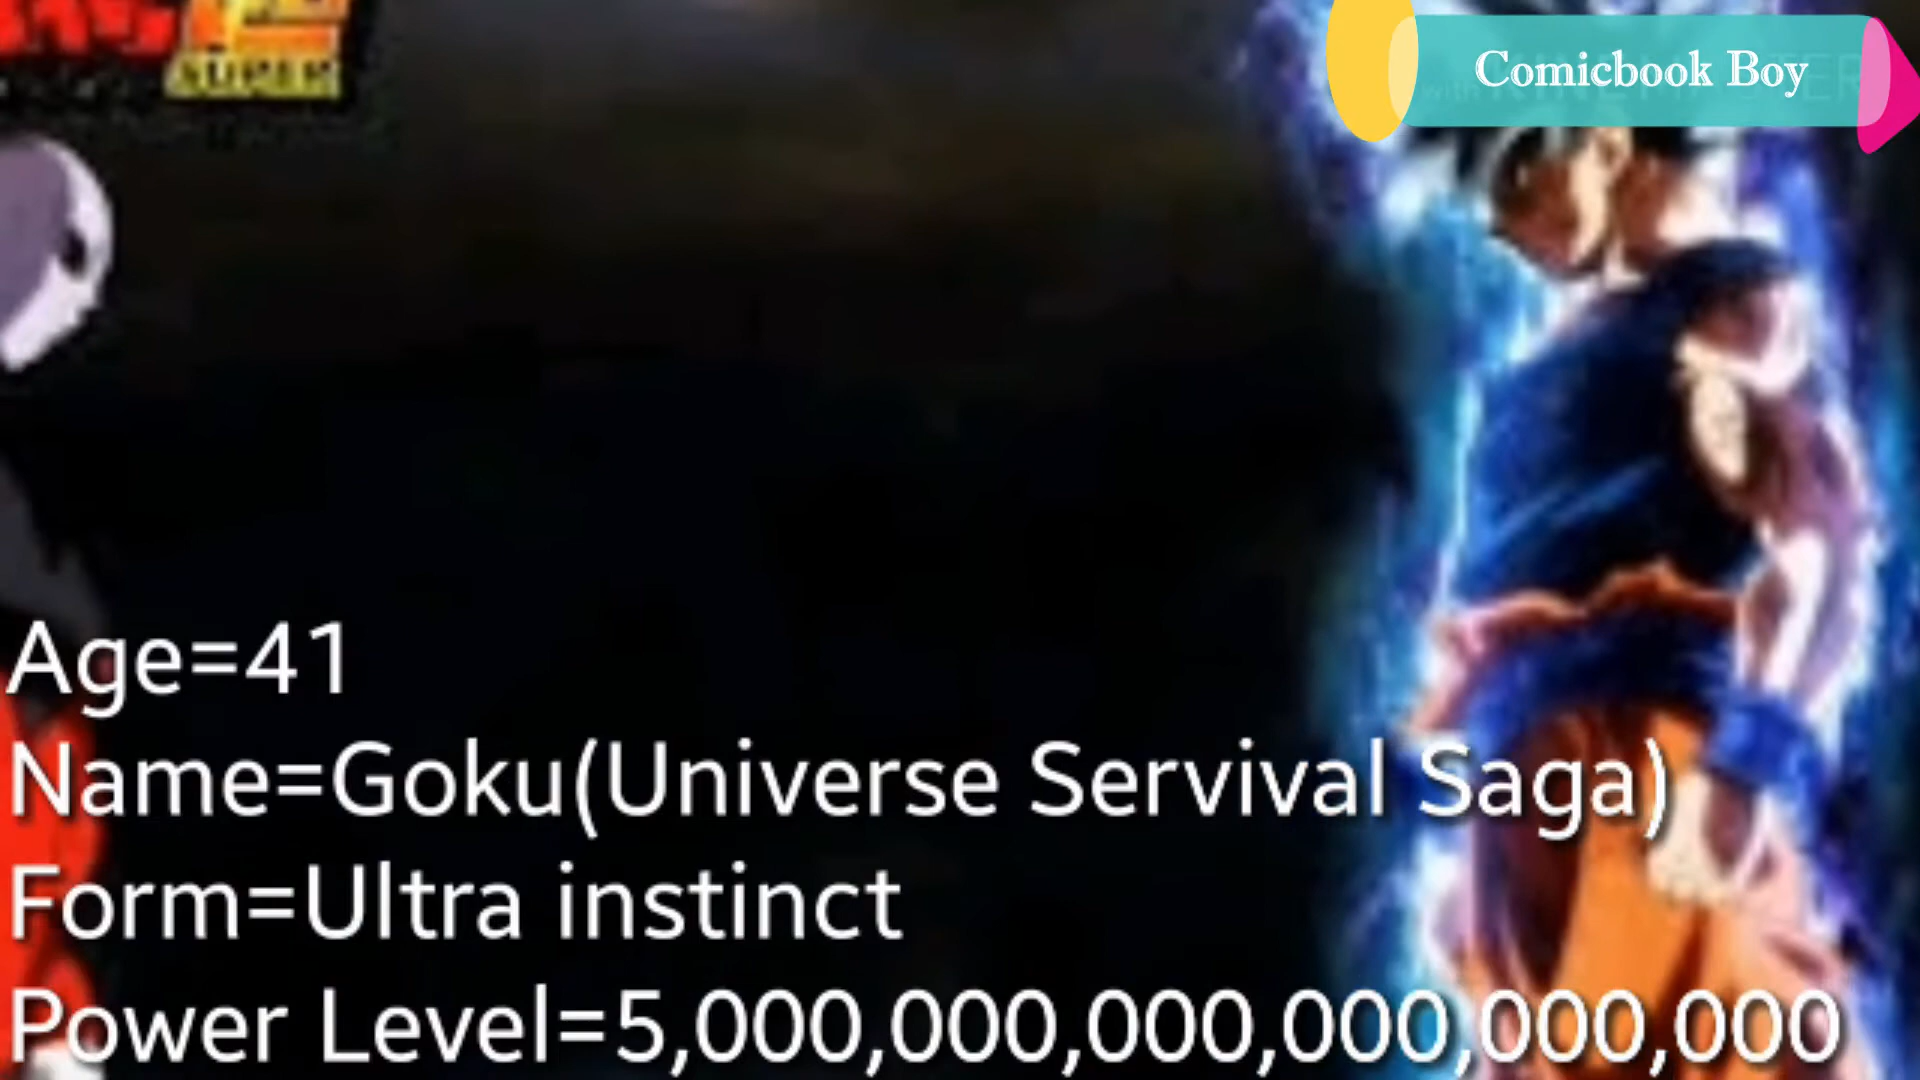 SUPER
Comicbook Boy
Age=41
Name=Goku(Universe Servival Saga)
Form=Ultra instinct
Power Level=5,000,000,000,000,000,000